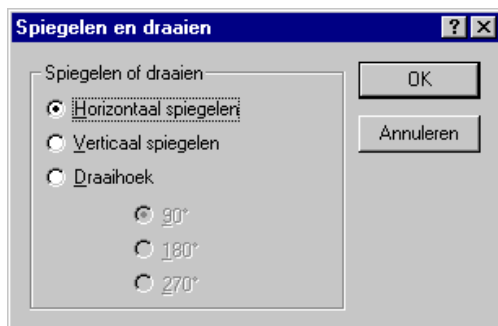 Spiegelen en draaien
Spiegelen of draaien
Horizontaal spiegelen
Verticaal spiegelen
Draaihoek
90°
180°
270°
OK
Annuleren